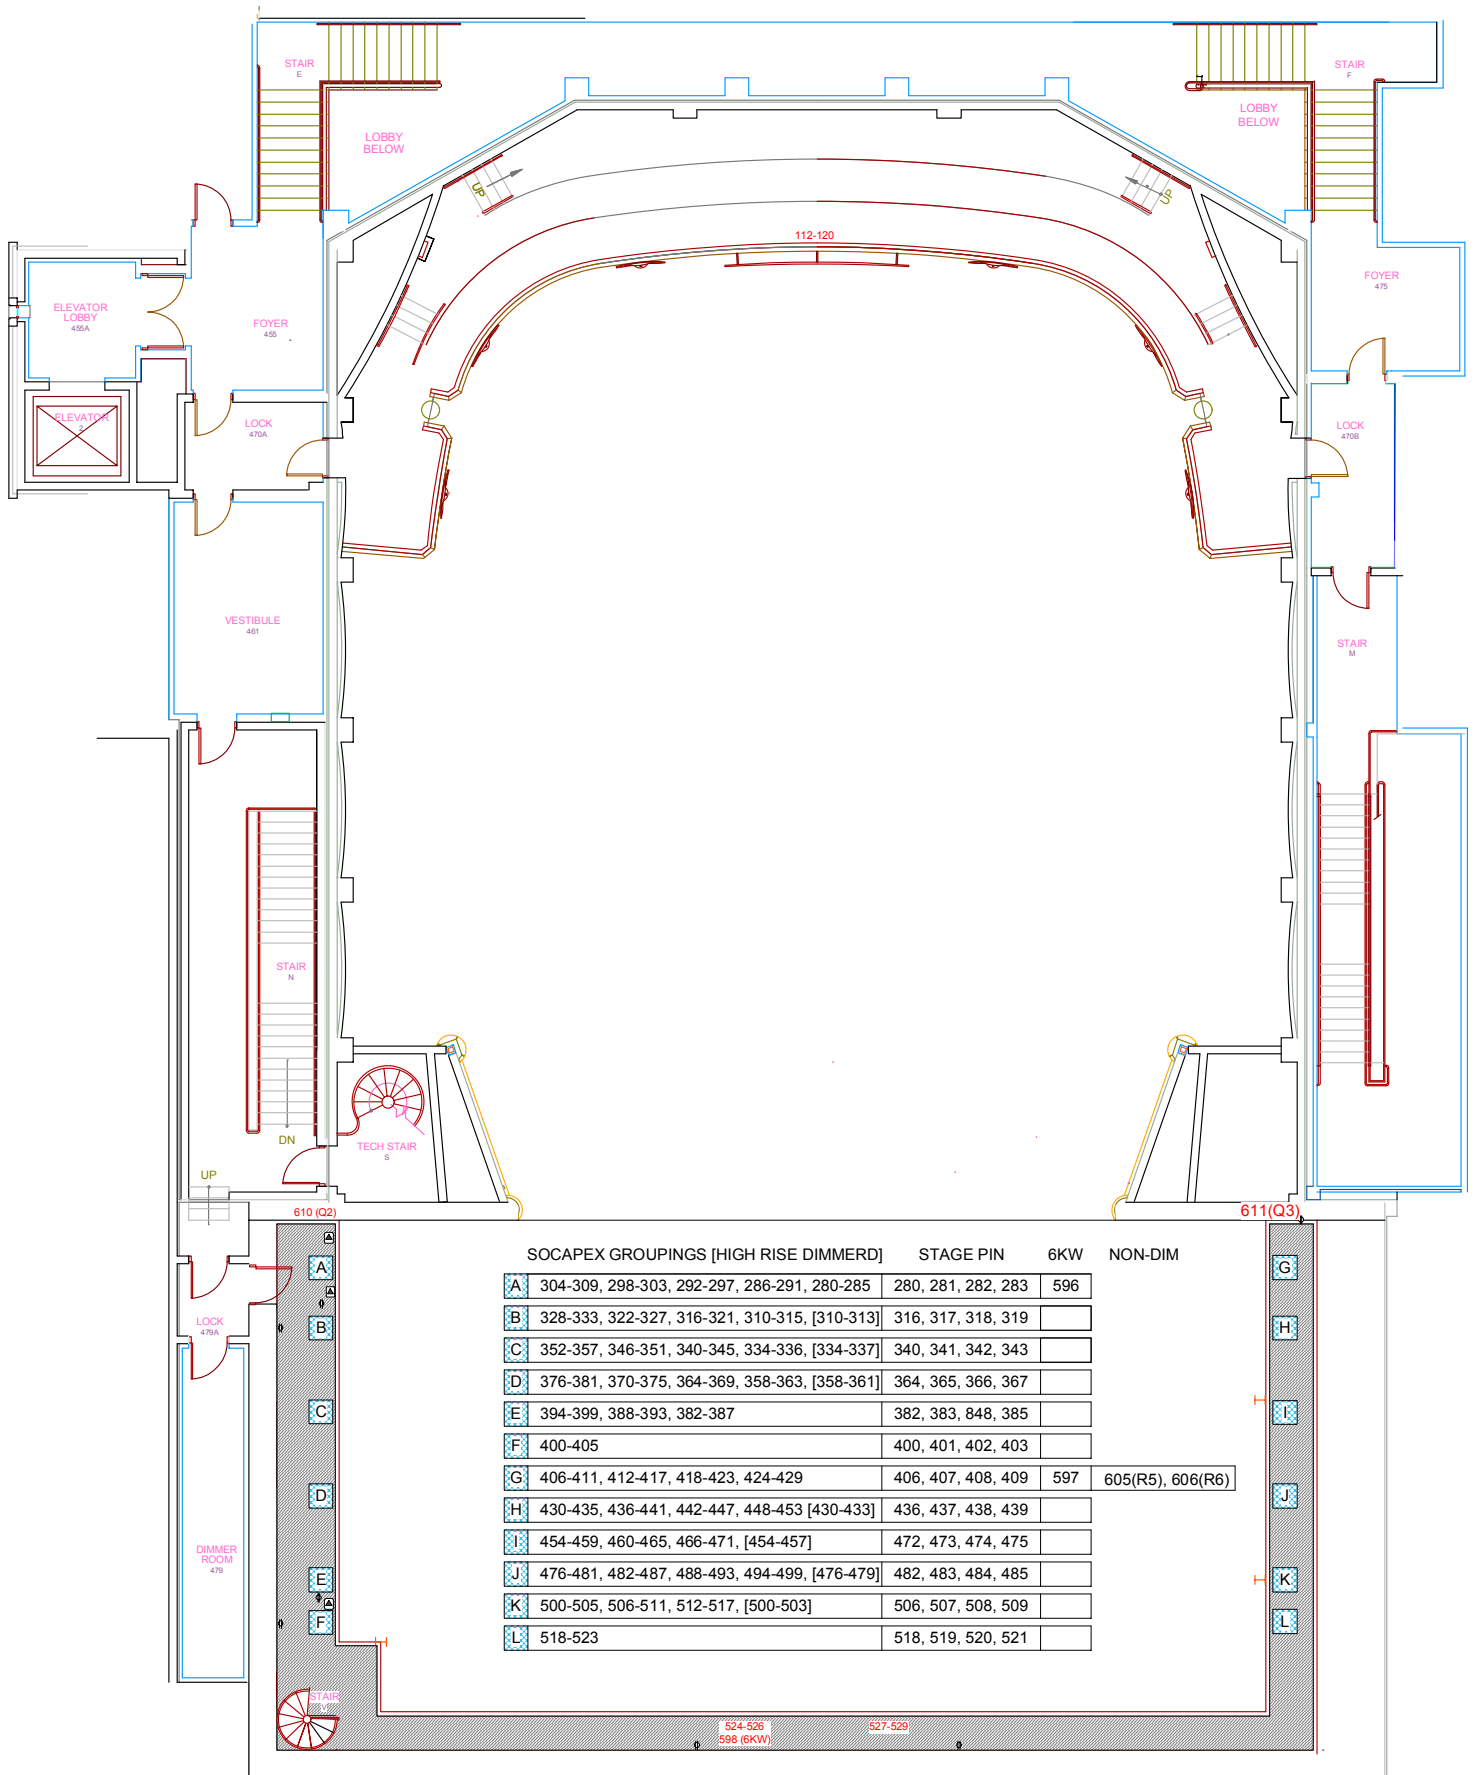 STAIR
E
STAIR
F
LOBBY
BELOW
LOBBY
BELOW
UP
UP
112-120
ELEVATOR
LOBBY
455A
FOYER
455
FOYER
475
ELEVATOR
2
LOCK
470A
LOCK
470B
VESTIBULE
461
STAIR
M
STAIR
N
DN
TECH STAIR
S
UP
610 (Q2)
611(Q3)
SOCAPEX GROUPINGS [HIGH RISE DIMMERD] STAGE PIN 6KW NON-DIM
A 304-309, 298-303, 292-297, 286-291, 280-285 280, 281, 282, 283 596
B 328-333, 322-327, 316-321, 310-315, [310-313] 316, 317, 318, 319
C 352-357, 346-351, 340-345, 334-336, [334-337] 340, 341, 342, 343
D 376-381, 370-375, 364-369, 358-363, [358-361] 364, 365, 366, 367
E 394-399, 388-393, 382-387 382, 383, 848, 385
F 400-405 400, 401, 402, 403
G 406-411, 412-417, 418-423, 424-429 406, 407, 408, 409 597 605(R5), 606(R6)
H 430-435, 436-441, 442-447, 448-453 [430-433] 436, 437, 438, 439
I 454-459, 460-465, 466-471, [454-457] 472, 473, 474, 475
J 476-481, 482-487, 488-493, 494-499, [476-479] 482, 483, 484, 485
K 500-505, 506-511, 512-517, [500-503] 506, 507, 508, 509
L 518-523 518, 519, 520, 521
A
B
C
D
E
F
G
H
I
J
K
L
LOCK
479A
DIMMER
ROOM
479
STAIR
V
524-526
598 (6KW)
527-529